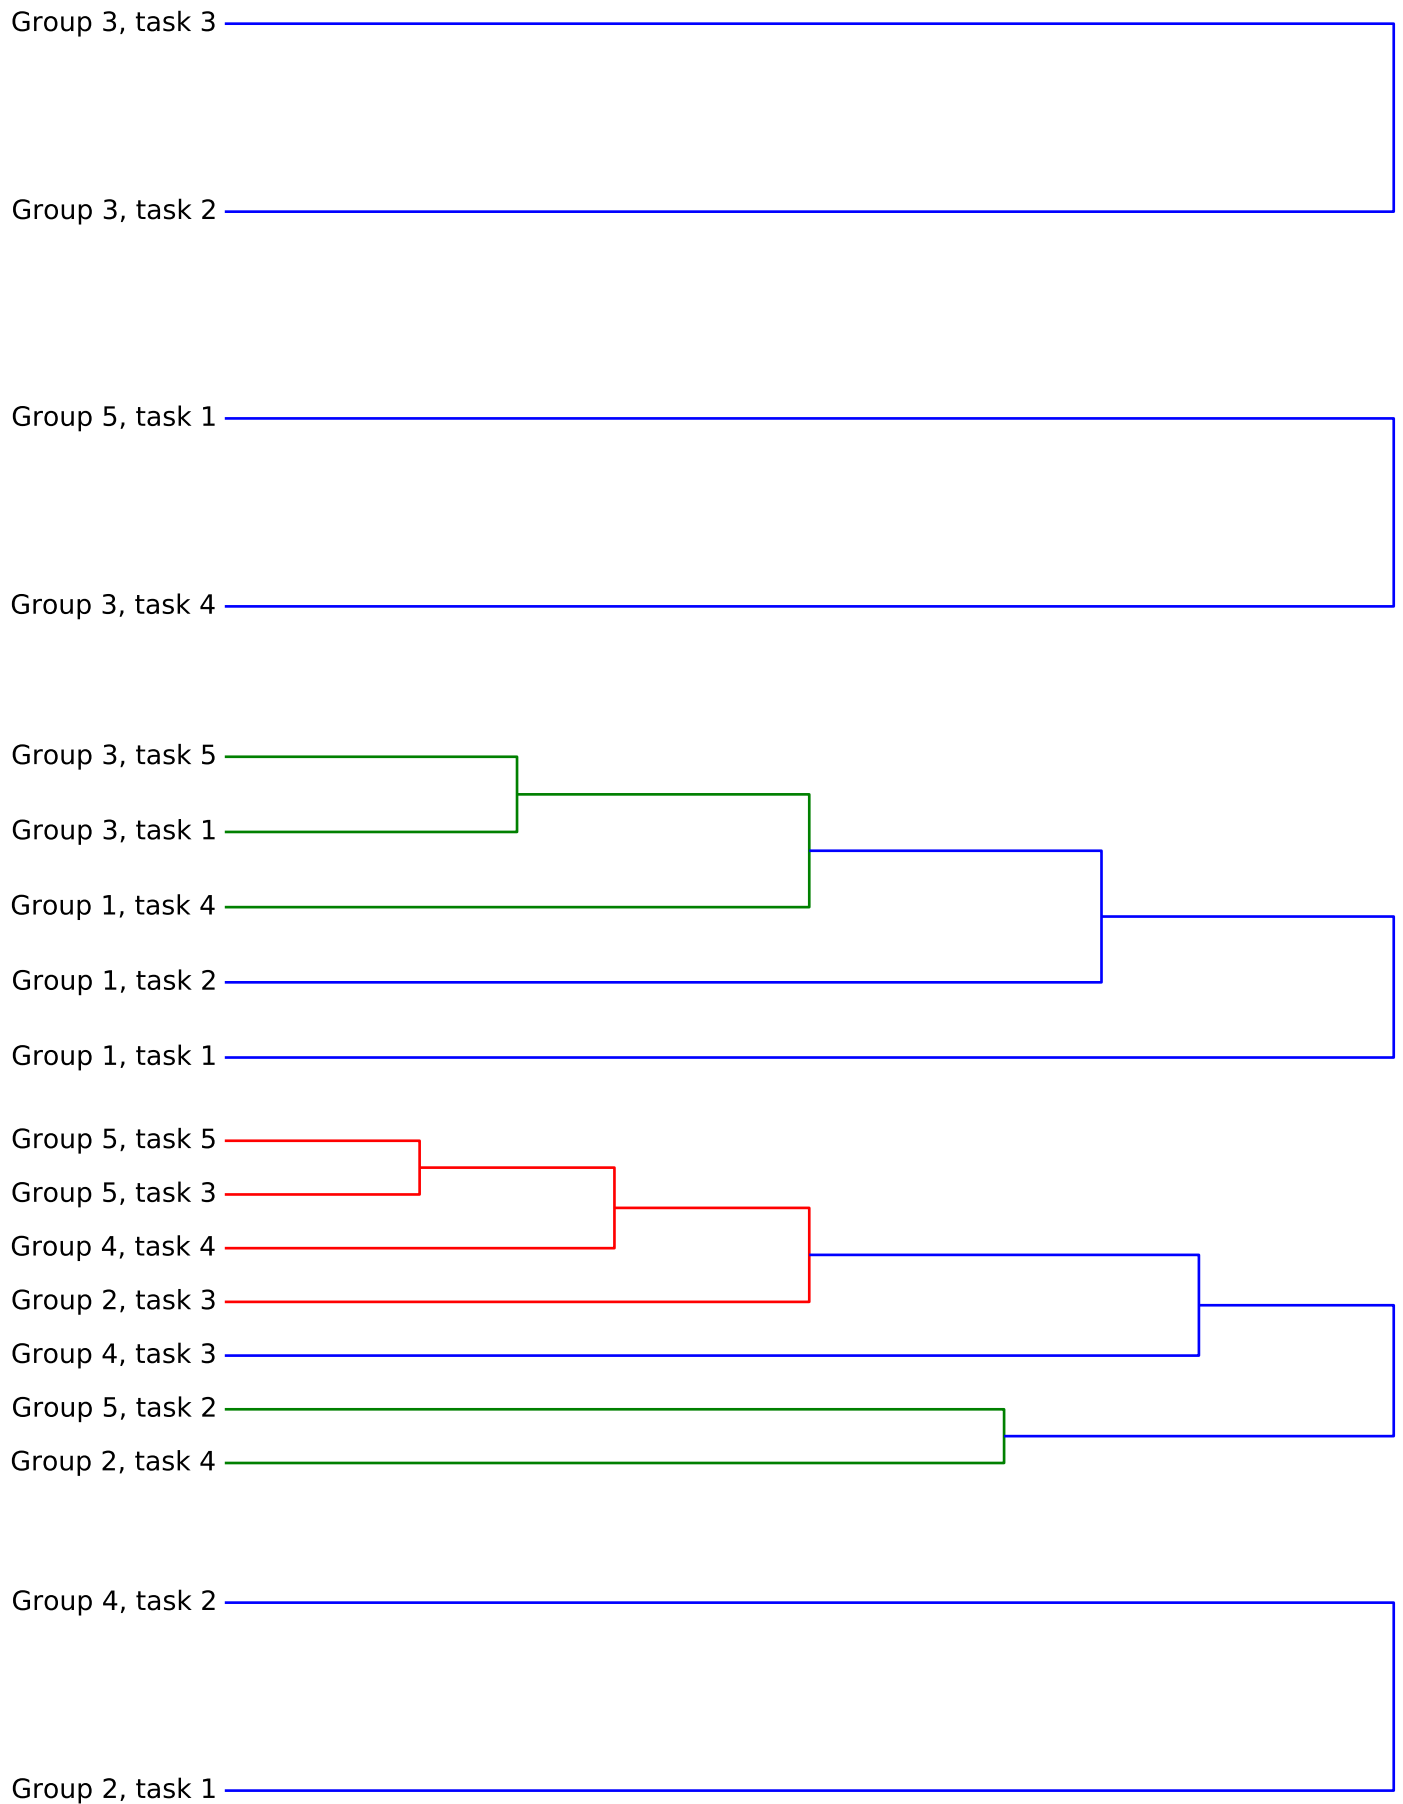 Group 3, task 3
Group 3, task 2
Group 5, task 1
Group 3, task 4
Group 3, task 5
Group 3, task 1
Group 1, task 4
Group 1, task 2
Group 1, task 1
Group 5, task 5
Group 5, task 3
Group 4, task 4
Group 2, task 3
Group 4, task 3
Group 5, task 2
Group 2, task 4
Group 4, task 2
Group 2, task 1